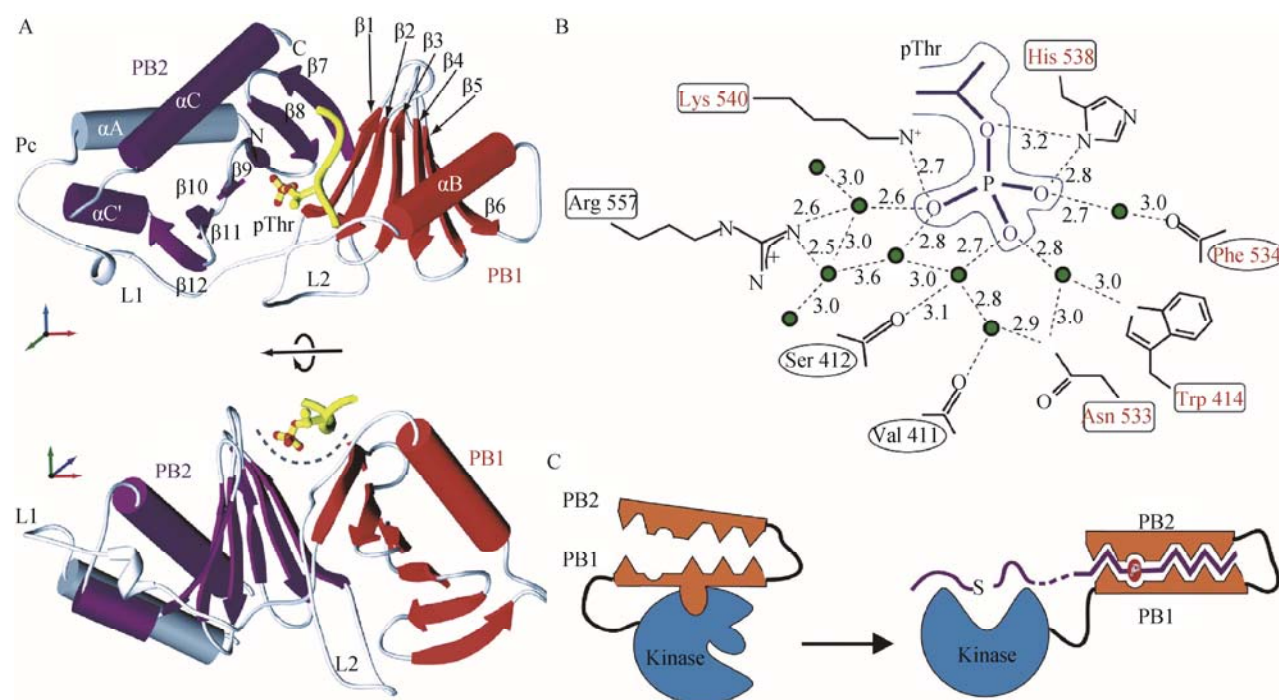 A
PB2
C
β7
β1
β2
β3
β4
β5
αC
αA
β8
Pc
N
αB
β9
β10
αC'
pThr
β11
β6
L1
β12
L2
PB1
PB2
PB1
L1
L2
B
pThr
His 538
Lys 540
N+
O
3.2
2.8
2.7
P
O
O
3.0
2.6
Arg 557
2.6
2.7
3.0
O
N
N
2.5
3.0
2.8
2.7
O
2.8
Phe 534
+
3.6
N
3.0
3.0
3.0
3.1
2.8
O
2.9
3.0
Ser 412
O
O
Trp 414
Val 411
Asn 533
C
PB2
PB1
Kinase
PB2
P
S
PB1
Kinase